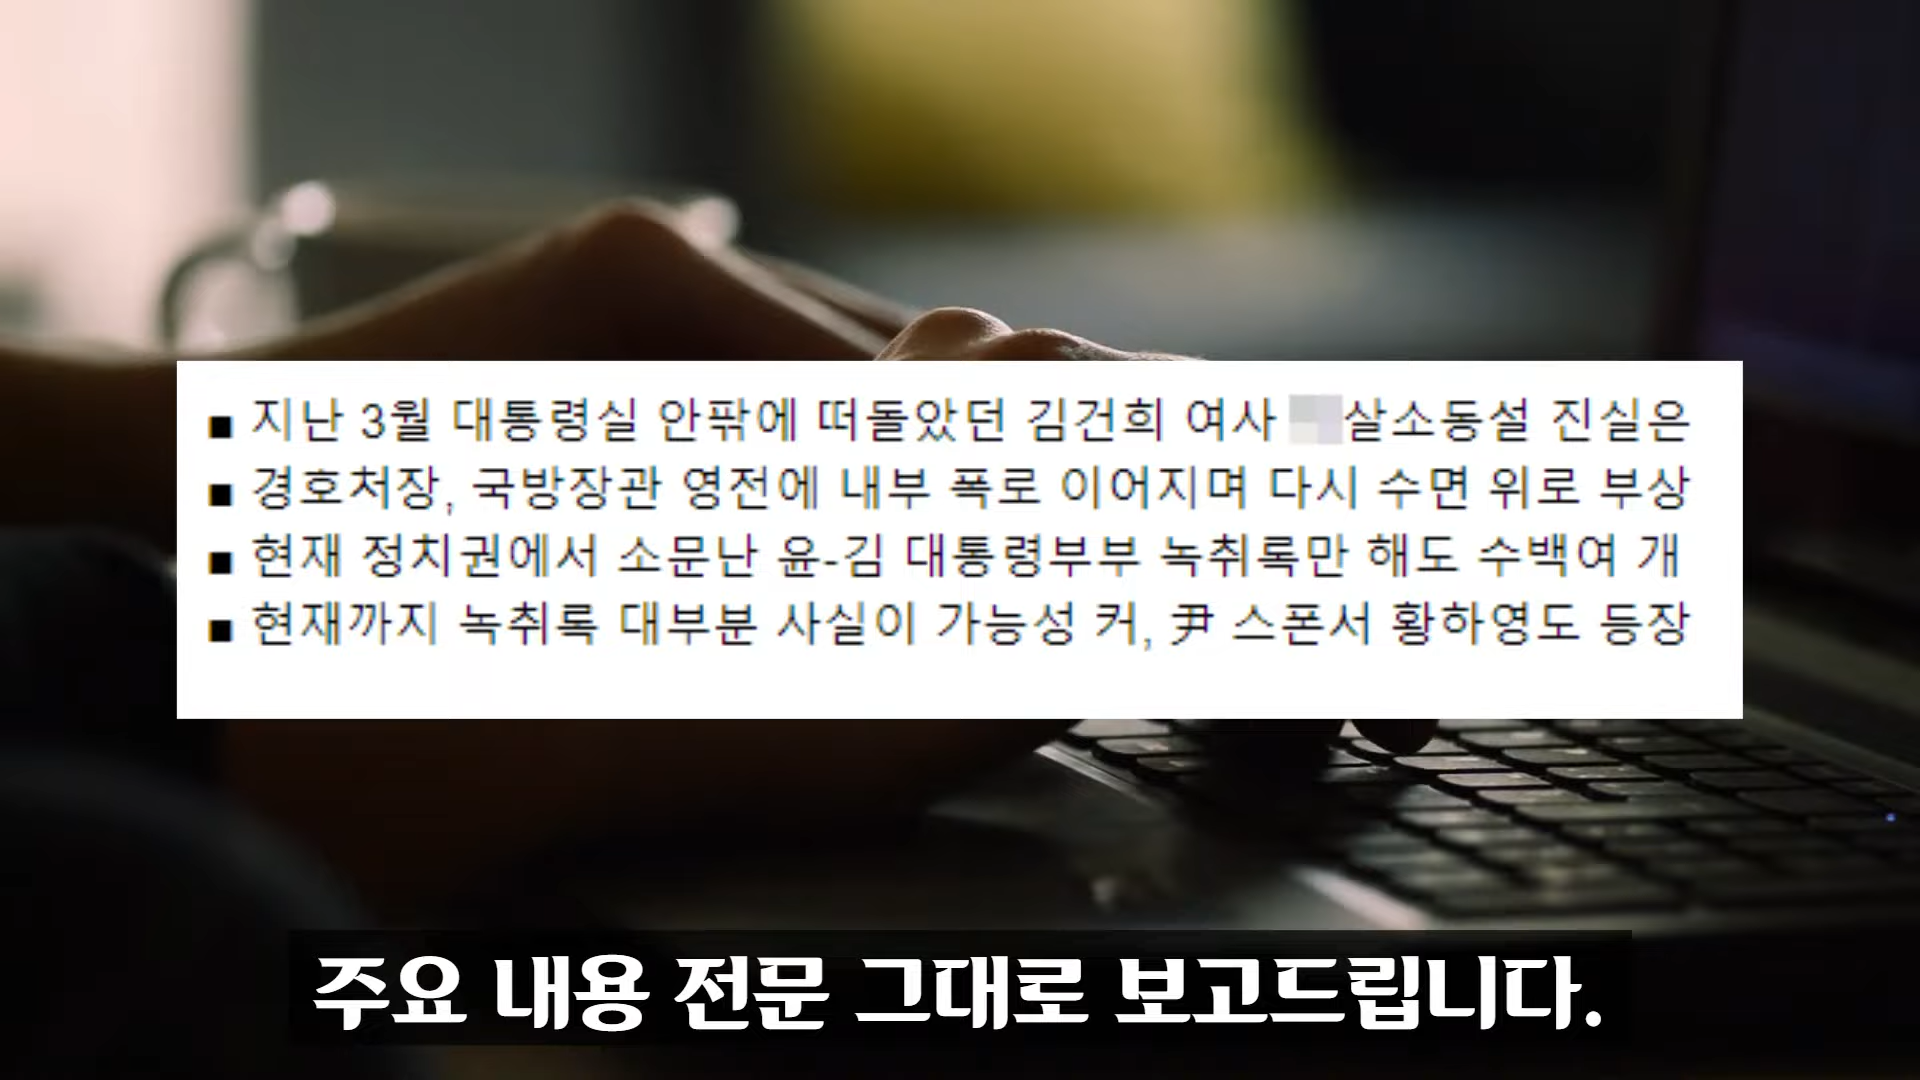 ■ 지난 3월 대통령실 안팎에 떠돌았던 김건희 여사 살소동설 진실은
■ 경호처장, 국방장관 영전에 내부 폭로 이어지며 다시 수면 위로 부상
■ 현재 정치권에서 소문난 윤-김 대통령부부 녹취록만 해도 수백여 개
■ 현재까지 녹취록 대부분 사실이 가능성 커, 尹 스폰서 황하영도 등장
주요 내용 전문 그대로 보고드립니다.